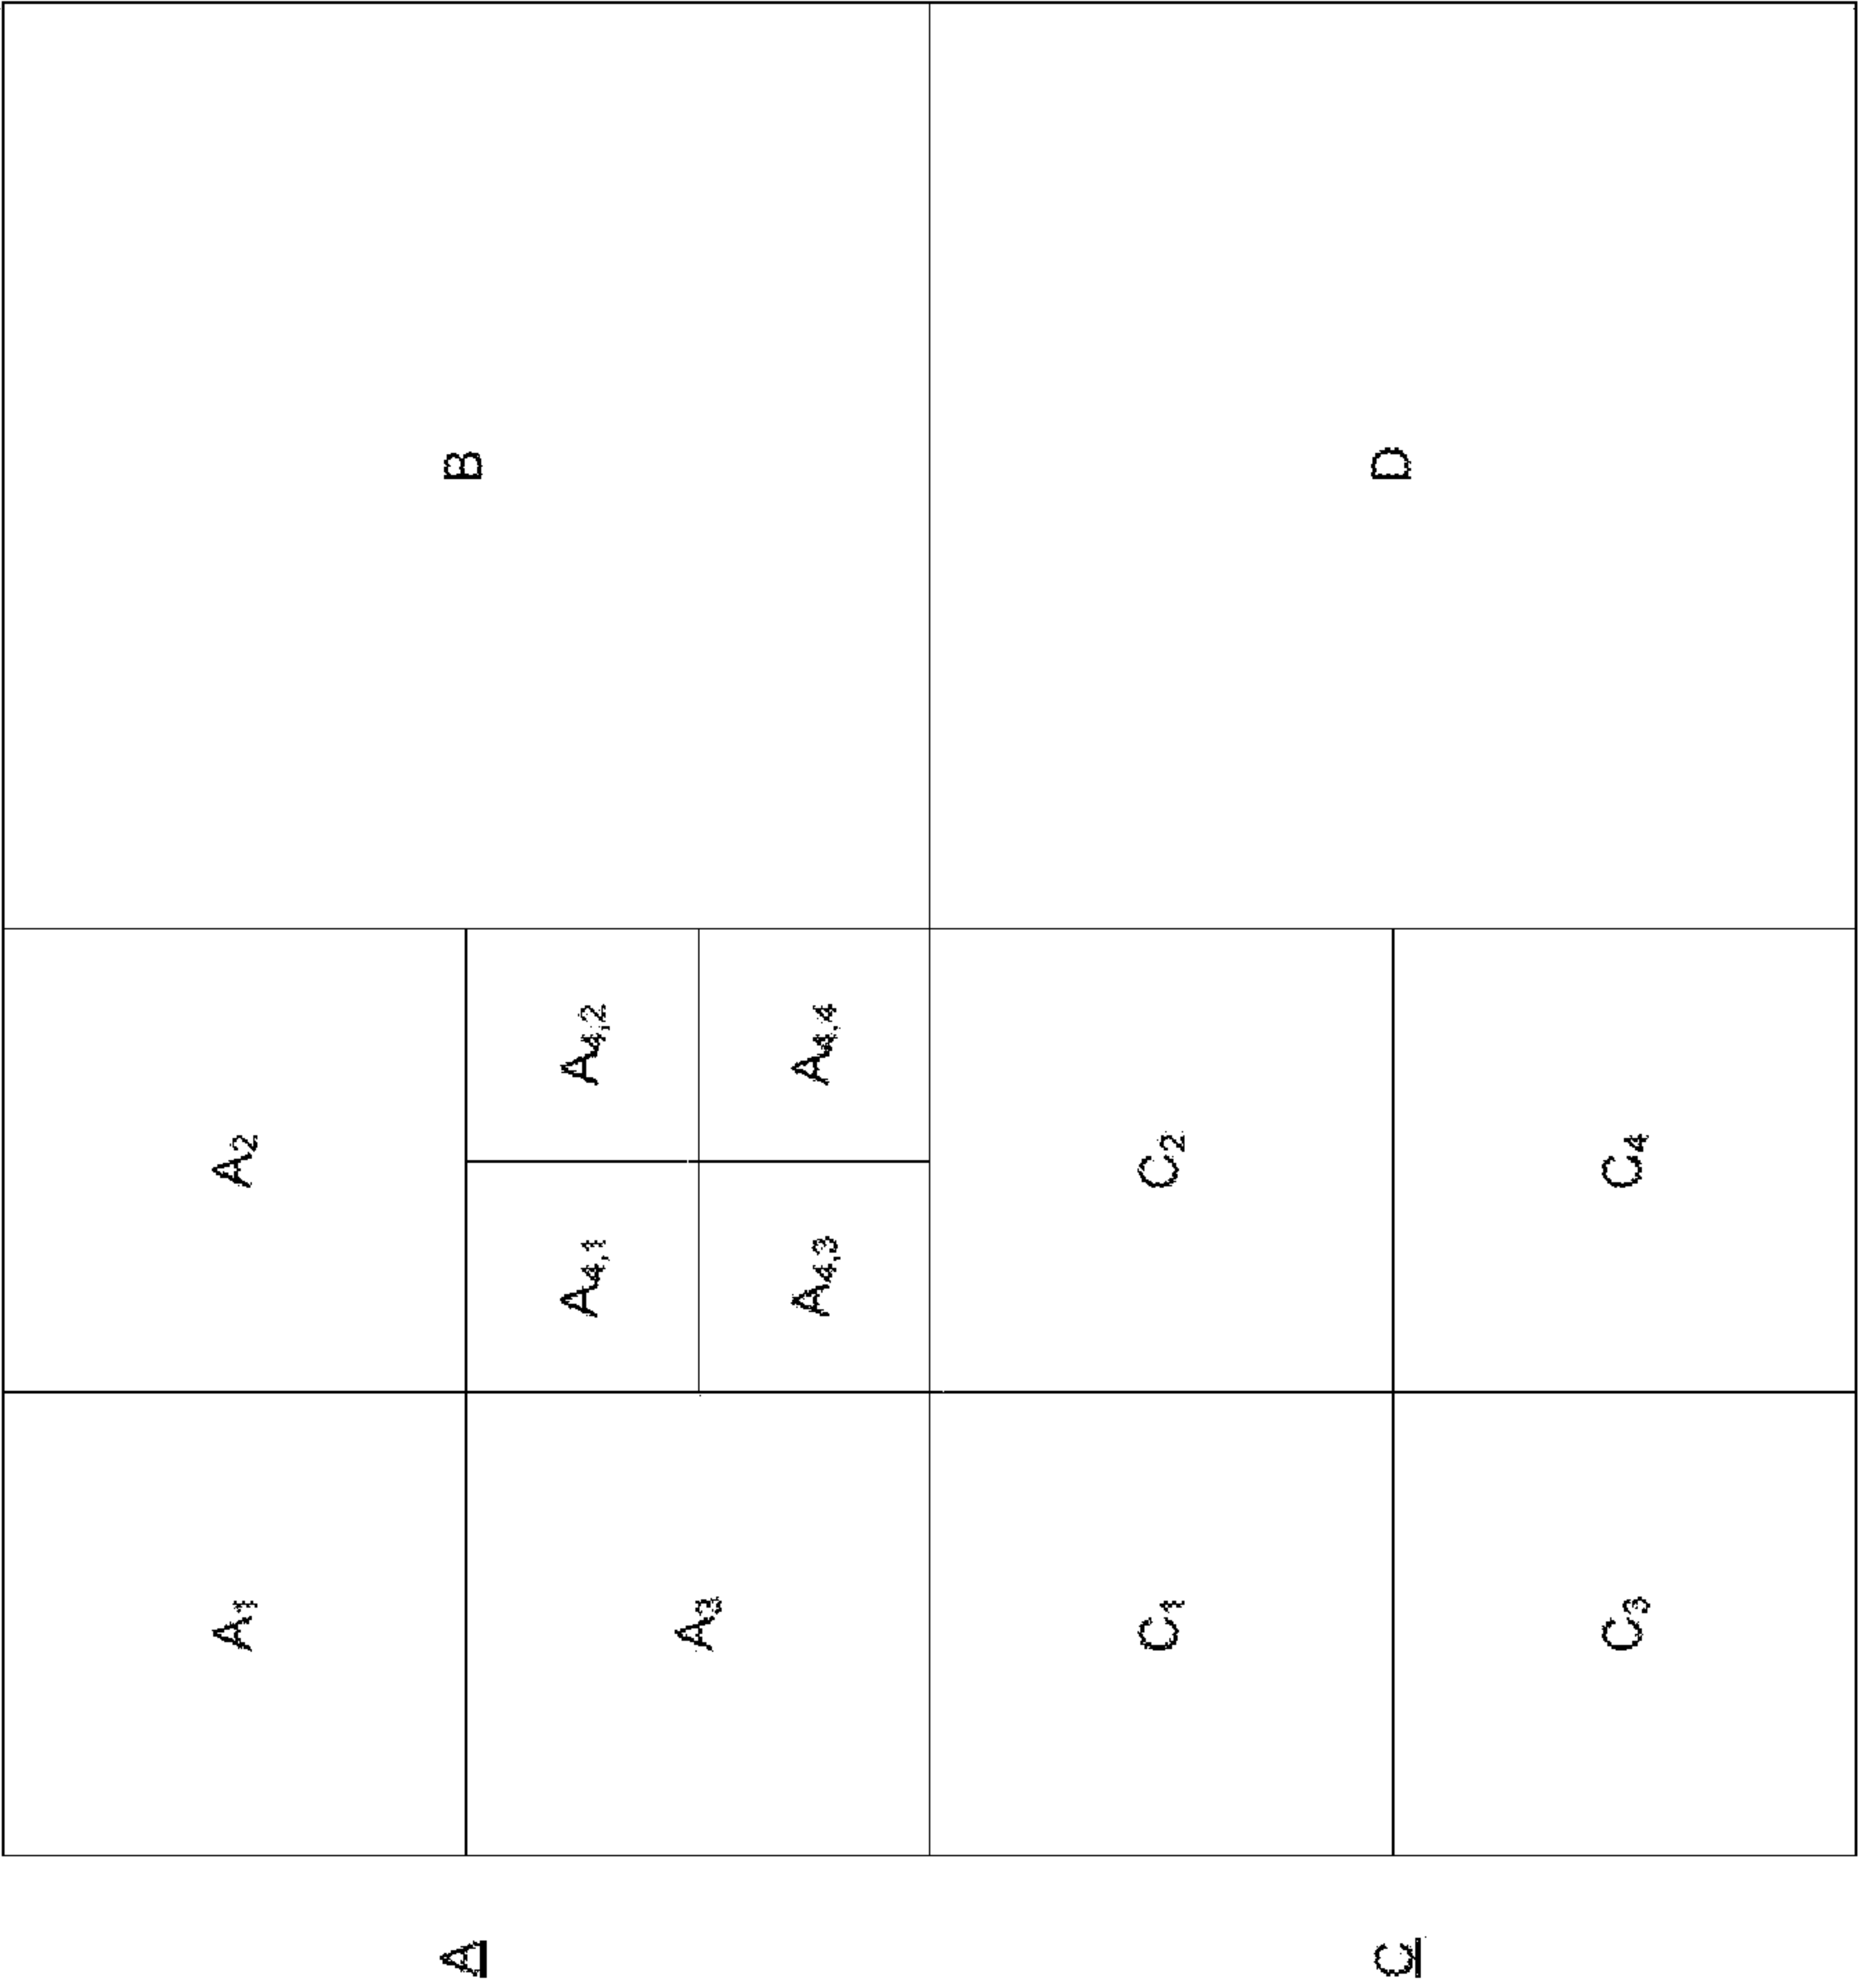 A₁ A₂
A B
A₄,₁ A₄,₂
A₃
A₄,₃ A₄,₄
C₁ C₂
C D
C₃ C₄